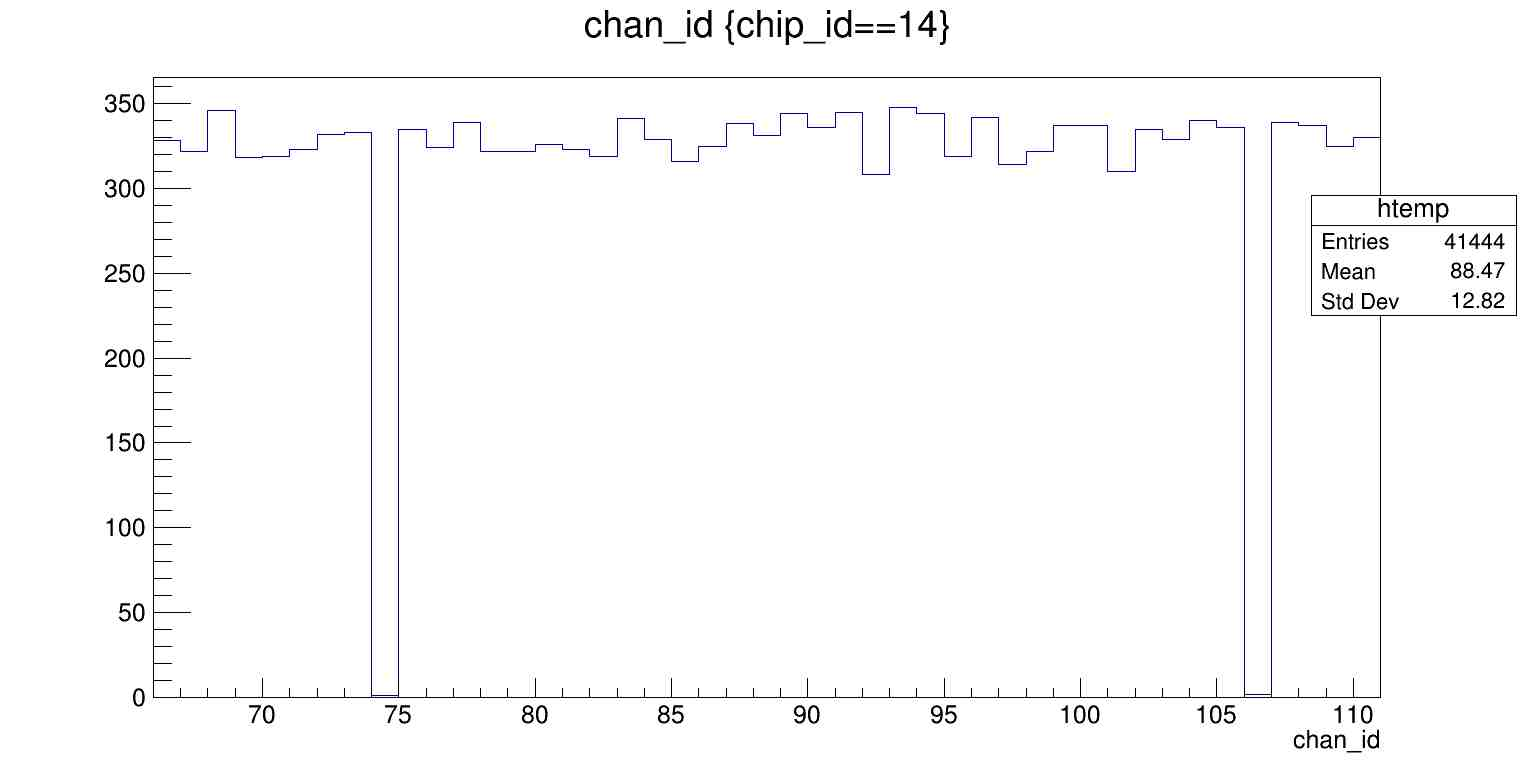 chan_id {chip_id==14}
350
300
250
200
150
100
50
0
htemp
Entries 41444
Mean 88.47
Std Dev 12.82
70 75 80 85 90 95 100 105 110
chan_id